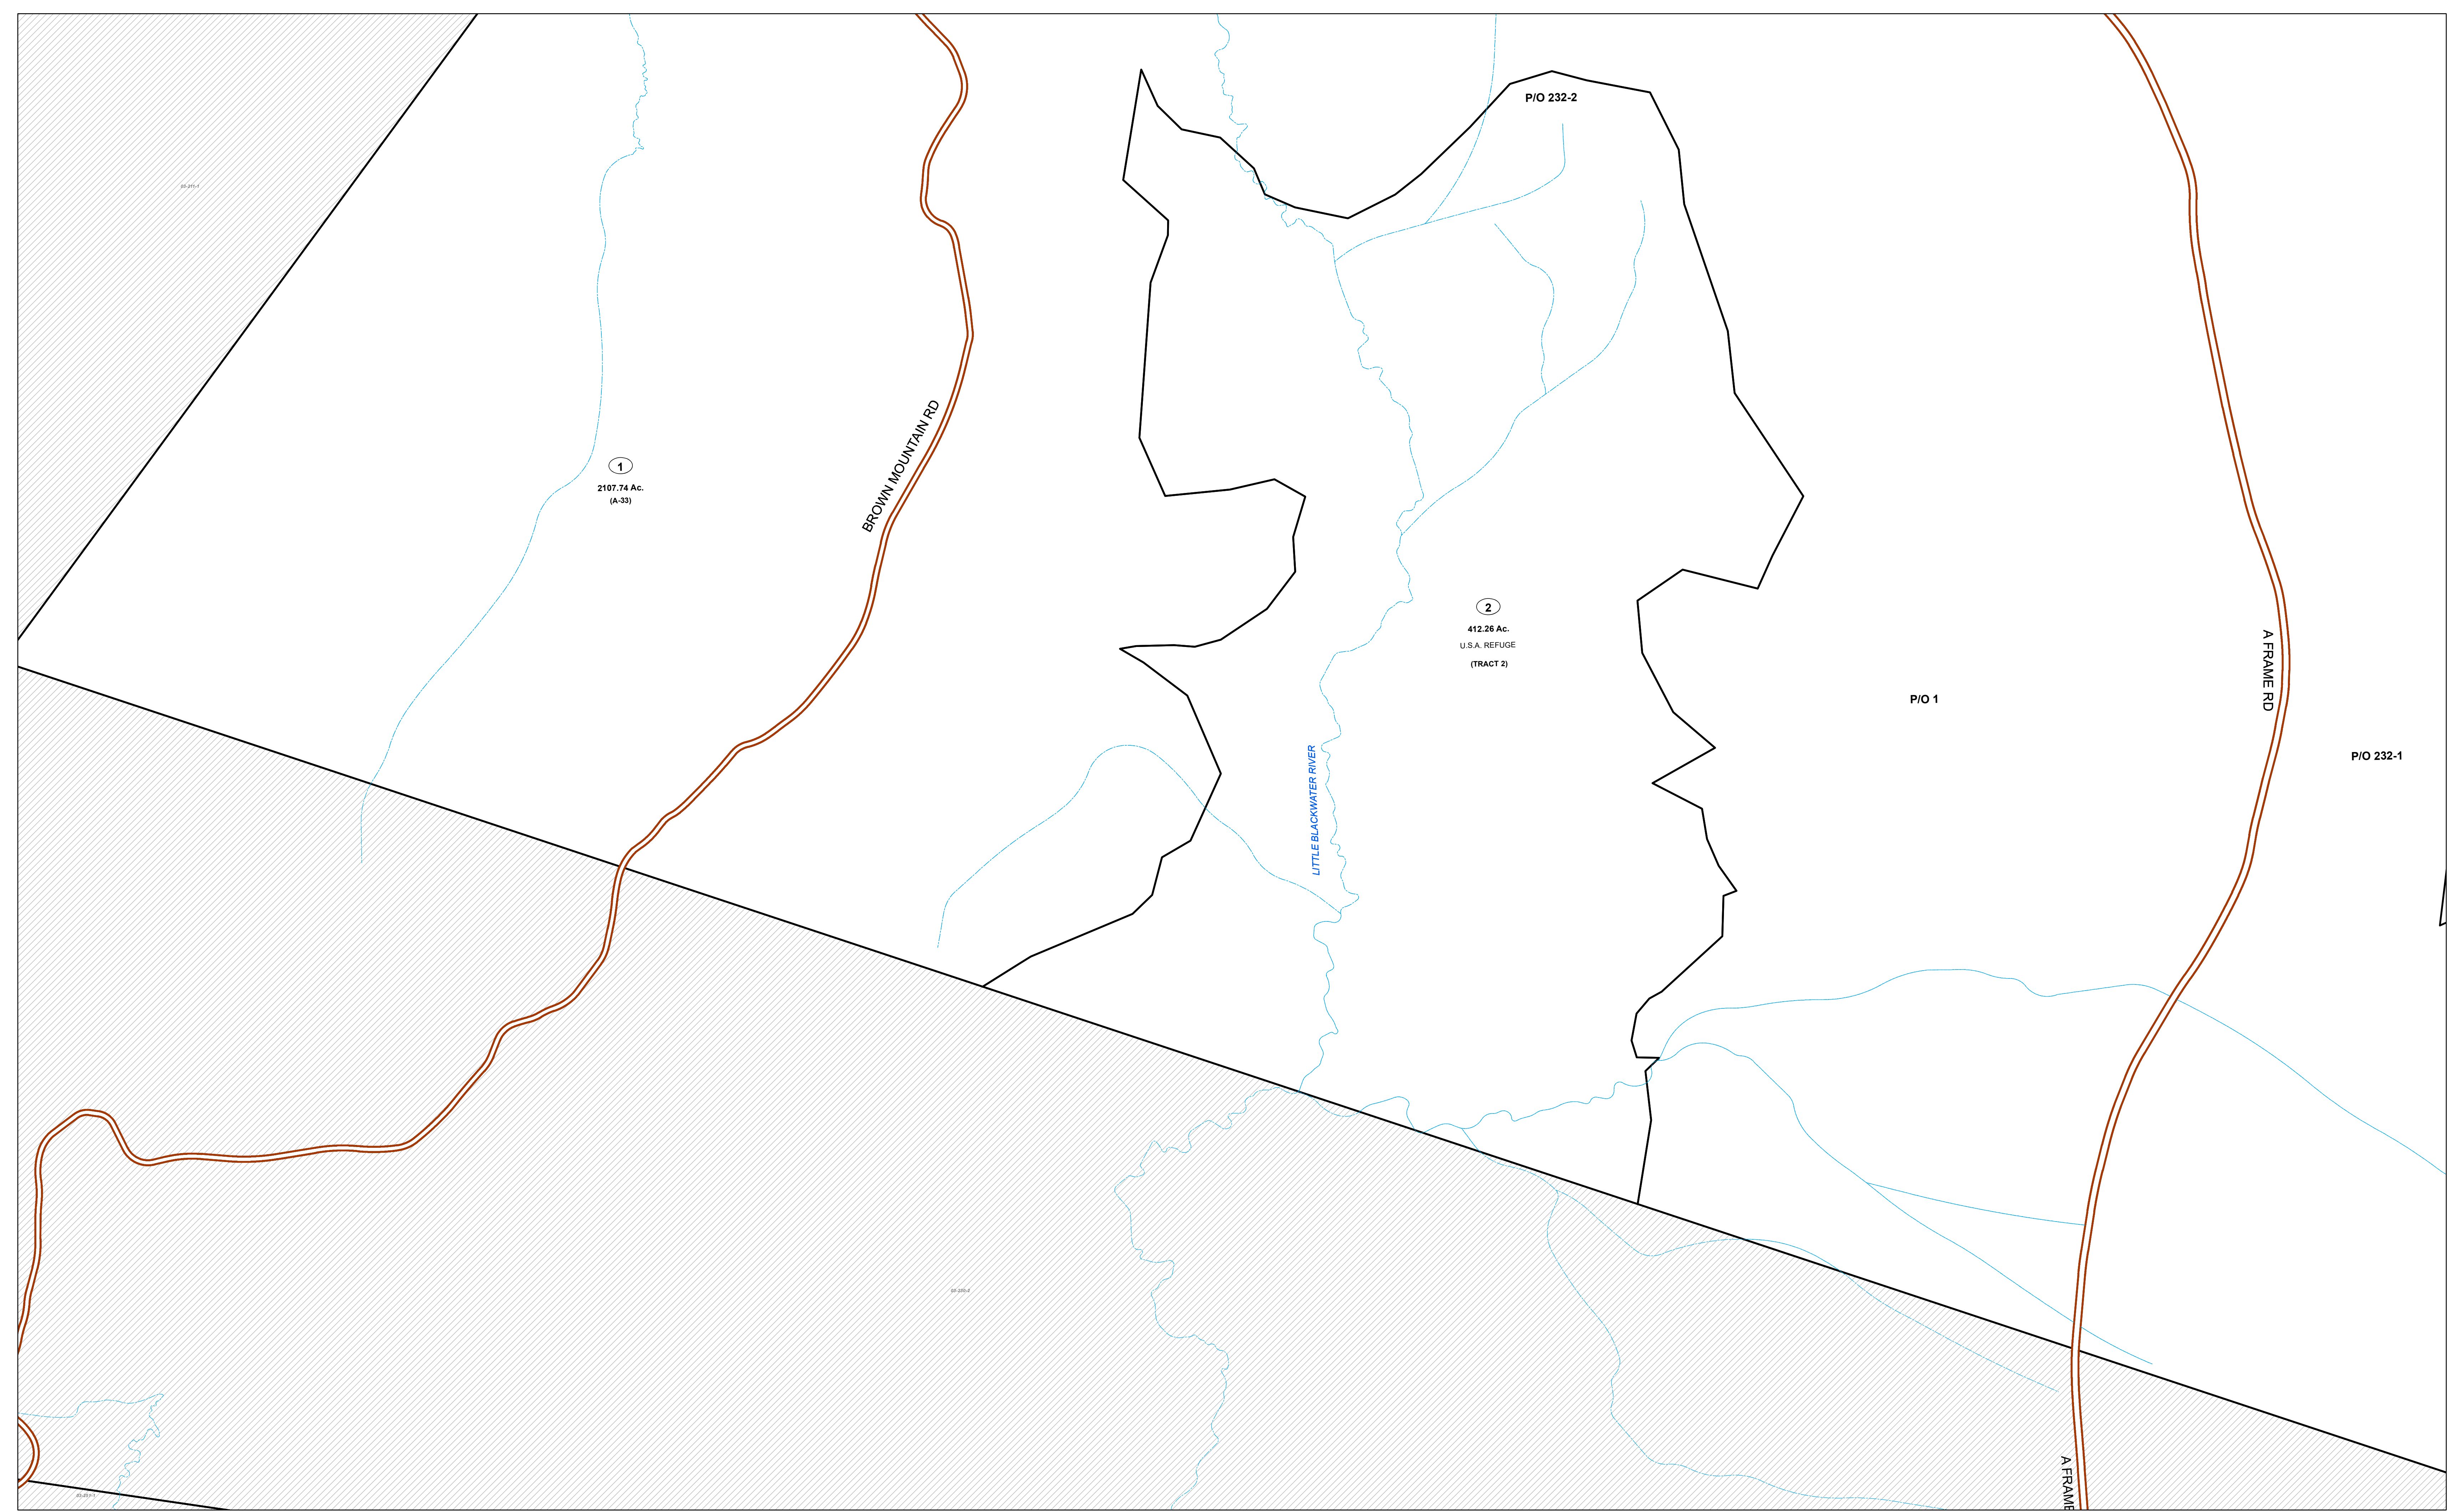 P/O 232-2
BROWN MOUNTAIN RD
1
2107.74 Ac.
(A-33)
2
412.26 Ac.
U.S.A. REFUGE
(TRACT 2)
A FRAME RD
P/O 1
P/O 232-1
LITTLE BLACKWATER RIVER
A FRAME